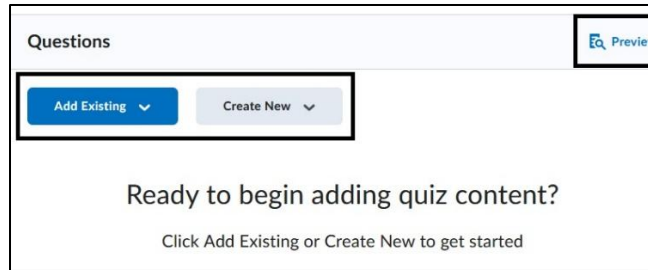 Questions
Previe
Add Existing
Create New
Ready to begin adding quiz content?
Click Add Existing or Create New to get started